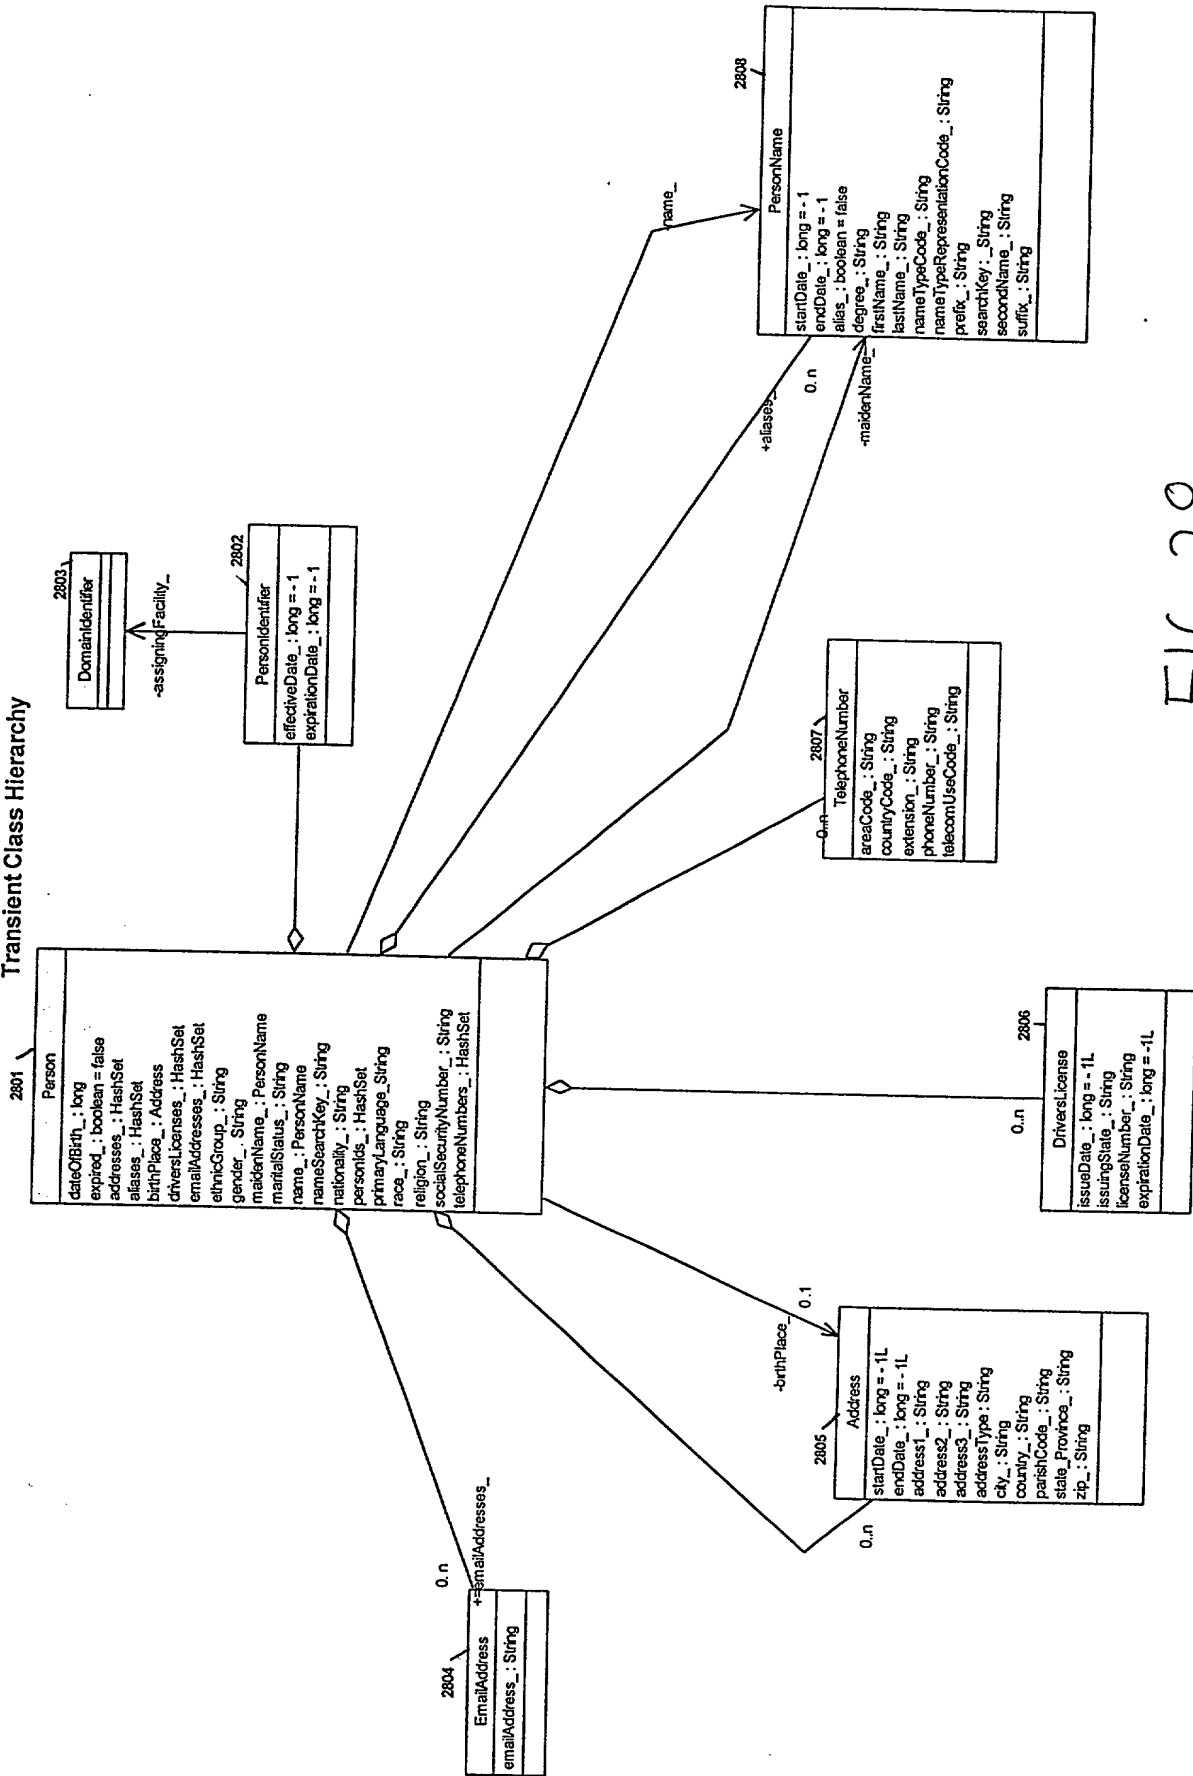 Transient Class Hierarchy
2801
Person
dateOfBirth_: long
expired_: boolean = false
addresses_: HashSet
aliases_: HashSet
birthPlace_: Address
driversLicenses_: HashSet
emailAddresses_: HashSet
ethnicGroup_: String
gender_. String
maidenName_: PersonName
maritalStatus_: String
name_: PersonName
nameSearchKey_: String
nationality_: String
personIds_: HashSet
primaryLanguage_String
race_: String
religion_: String
socialSecurityNumber_: String
telephoneNumbers_: HashSet
2803
DomainIdentifier
-assigningFacility_
2802
PersonIdentifier
effectiveDate_: long = -1
expirationDate_: long = -1
-name_
2808
PersonName
startDate_: long = - 1
endDate_: long = -1
alias_: boolean = false
degree_: String
firstName_: String
lastName_: String
nameTypeCode_: String
nameTypeRepresentationCode_: String
prefix_: String
searchKey: _String
secondName_: String
suffix_: String
+aliases_
0. n
-maidenName_
2807
0..n
TelephoneNumber
areaCode_: String
countryCode_: String
extension_: String
phoneNumber_: String
telecomUseCode_: String
2806
0..n
DriversLicense
issueDate_: long = - 1L
issuingState_: String
licenseNumber_: String
expirationDate_: long = -1L
-birthPlace_
0.1
2805
Address
startDate_: long = - 1L
endDate_: long = -1L
address1_: String
address2_: String
address3_: String
addressType : String
city_: String
country_: String
parishCode_: String
state_Province_: String
zip_: String
0..n
0. n
+emailAddresses_
2804
EmailAddress
emailAddress_: String